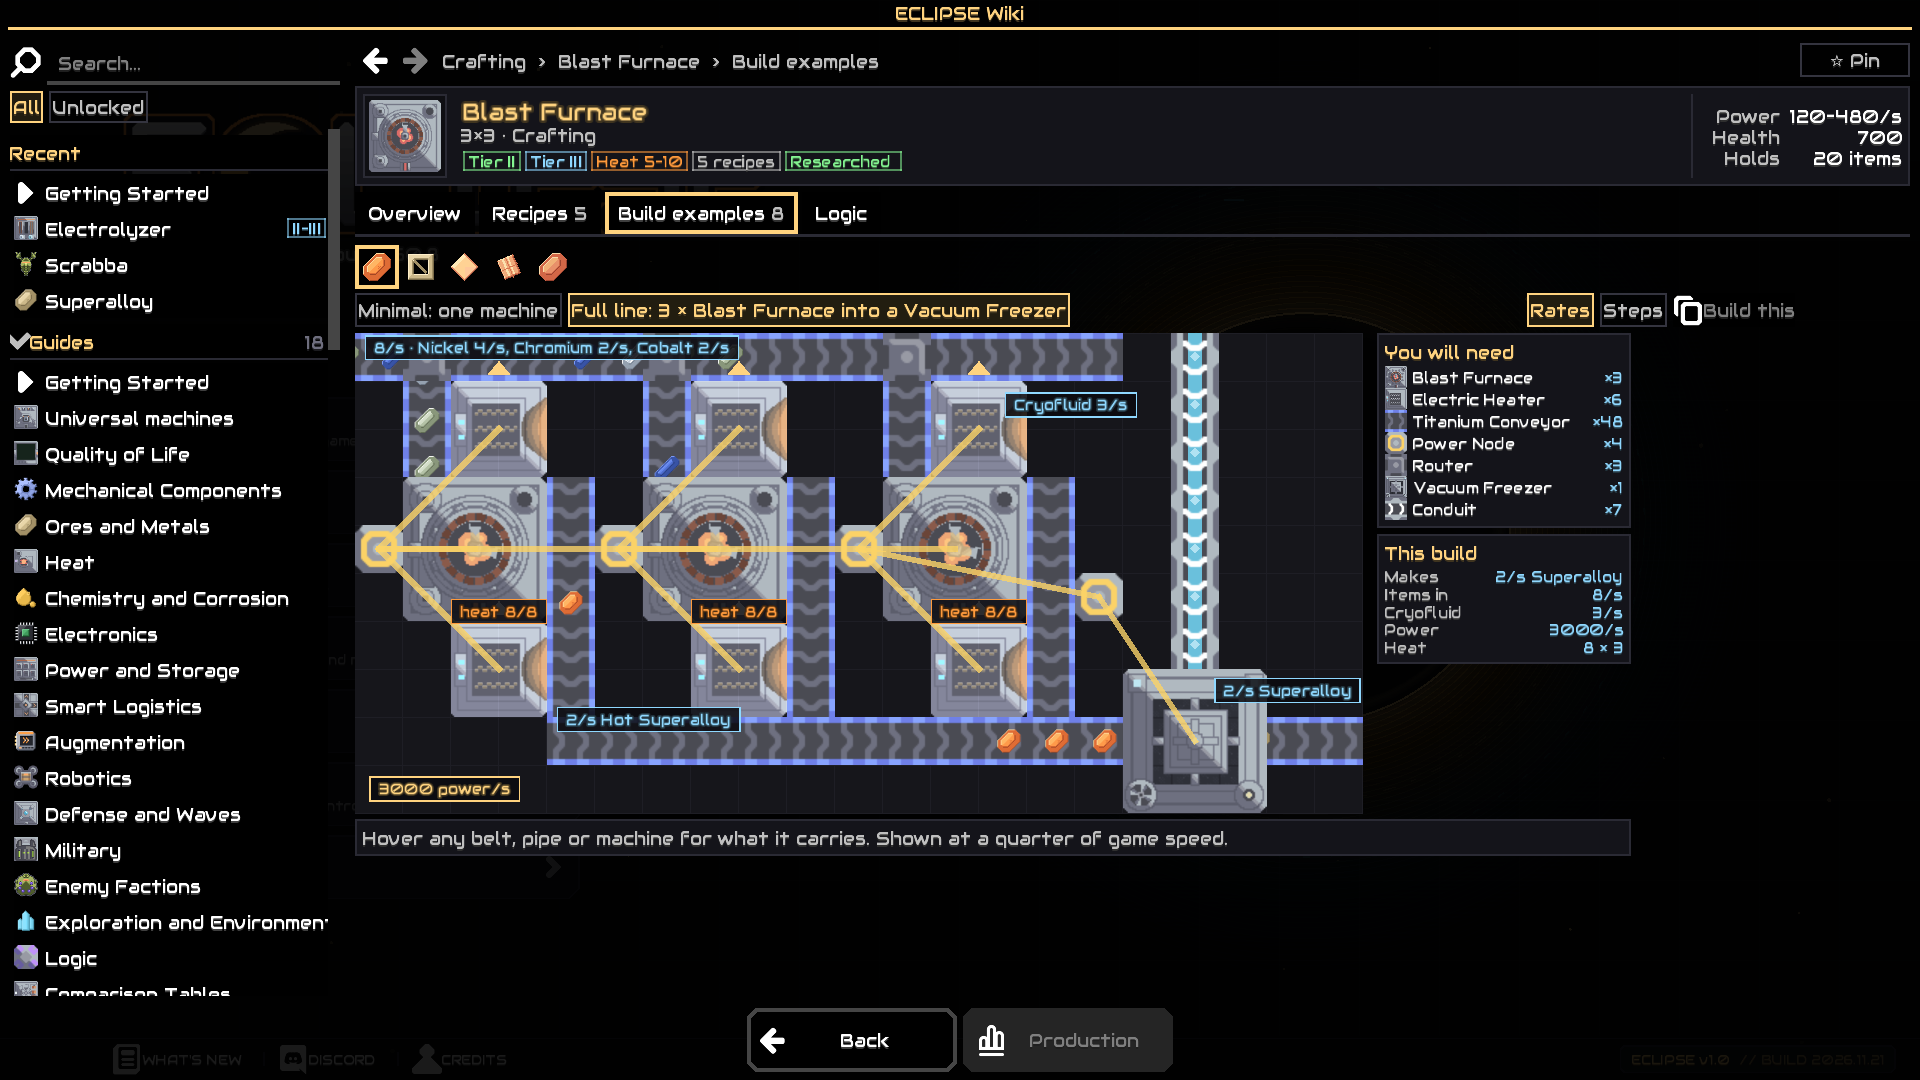 ECLIPSE Wiki
Search...
All Unlocked
Recent
Getting Started
Electrolyzer II-III
Scrabba
Superalloy
Guides 18
Getting Started
Universal machines
Quality of Life
Mechanical Components
Ores and Metals
Heat
Chemistry and Corrosion
Electronics
Power and Storage
Smart Logistics
Augmentation
Robotics
Defense and Waves
Military
Enemy Factions
Exploration and Environment
Logic
Comparison Tables
Crafting › Blast Furnace › Build examples
☆ Pin
Blast Furnace
3×3 · Crafting
Tier II Tier III Heat 5-10 5 recipes Researched
Power 120-480/s
Health 700
Holds 20 items
Overview Recipes 5 Build examples 8 Logic
Minimal: one machine Full line: 3 × Blast Furnace into a Vacuum Freezer
Rates Steps Build this
8/s · Nickel 4/s, Chromium 2/s, Cobalt 2/s
Cryofluid 3/s
heat 8/8 heat 8/8 heat 8/8
2/s Superalloy
2/s Hot Superalloy
3000 power/s
You will need
Blast Furnace ×3
Electric Heater ×6
Titanium Conveyor ×48
Power Node ×4
Router ×3
Vacuum Freezer ×1
Conduit ×7
This build
Makes 2/s Superalloy
Items in 8/s
Cryofluid 3/s
Power 3000/s
Heat 8 × 3
Hover any belt, pipe or machine for what it carries. Shown at a quarter of game speed.
Back Production
WHAT'S NEW DISCORD CREDITS